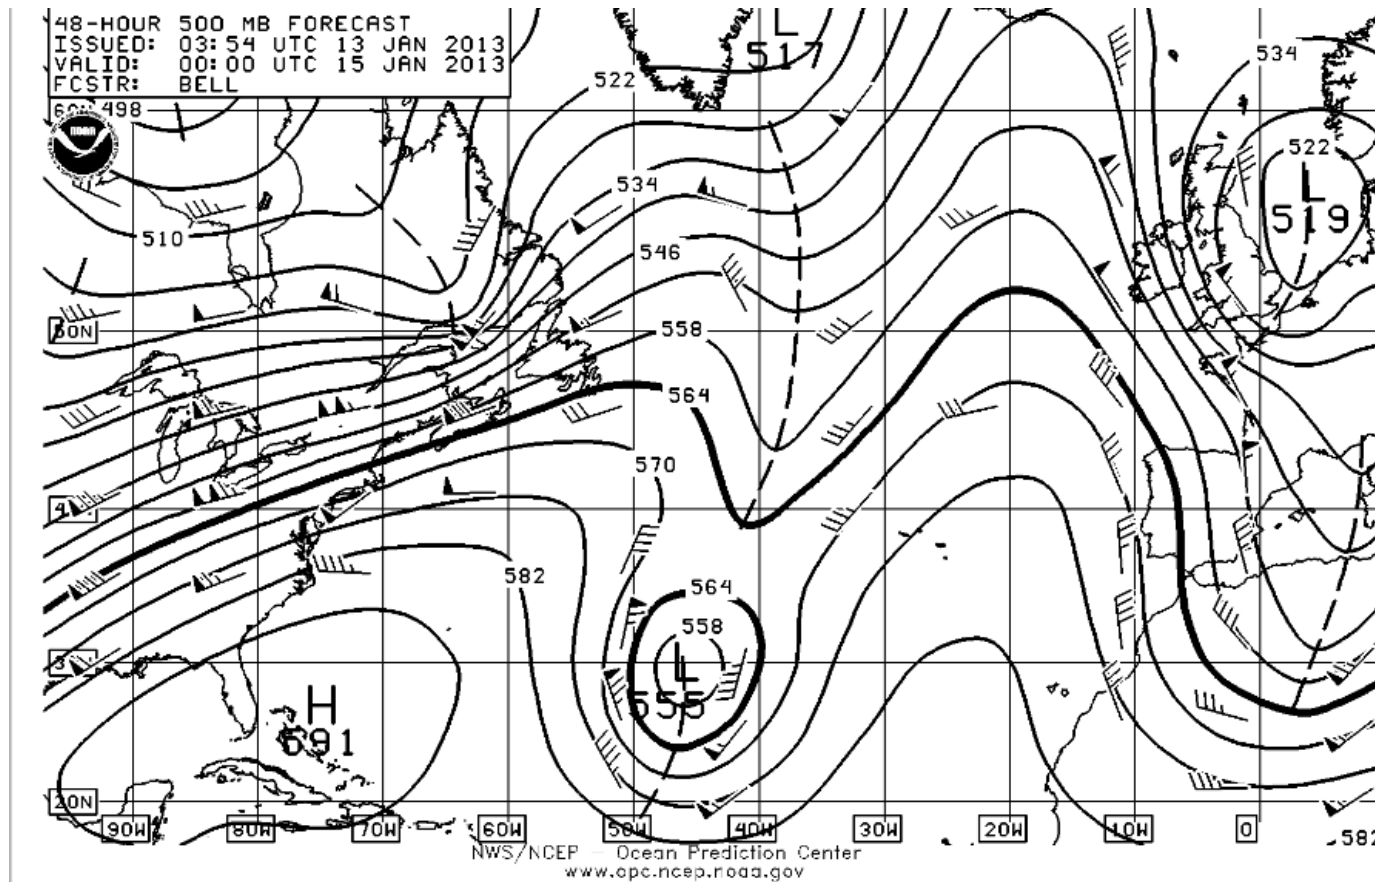 48-HOUR 500 MB FORECAST
ISSUED: 03:54 UTC 13 JAN 2013
VALID: 00:00 UTC 15 JAN 2013
FCSTR: BELL
L
517
534
522
498
NOAA
522
L
519
534
510
546
50N
558
564
570
582
564
558
L
555
H
591
20N
90W
80W
70W
60W
50W
40W
30W
20W
10W
0
582
NWS/NCEP – Ocean Prediction Center
www.opc.ncep.noaa.gov